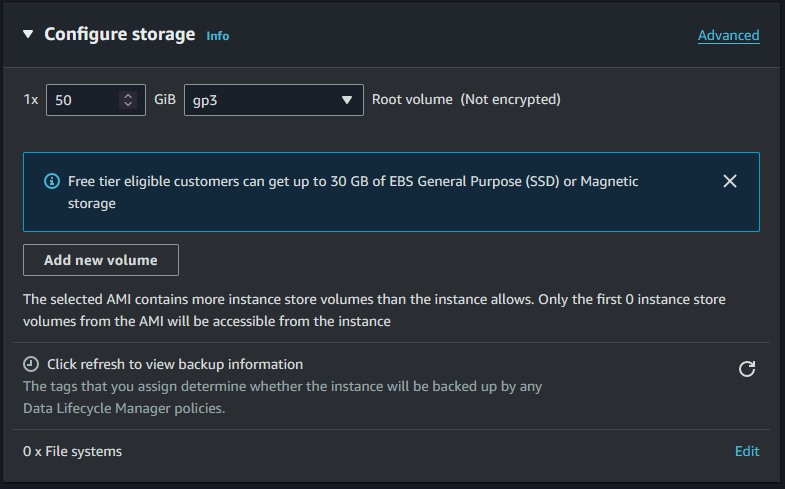 Configure storage Info Advanced
1x 50 GiB gp3 Root volume (Not encrypted)
Free tier eligible customers can get up to 30 GB of EBS General Purpose (SSD) or Magnetic
storage
Add new volume
The selected AMI contains more instance store volumes than the instance allows. Only the first 0 instance store
volumes from the AMI will be accessible from the instance
Click refresh to view backup information
The tags that you assign determine whether the instance will be backed up by any
Data Lifecycle Manager policies.
0 x File systems Edit